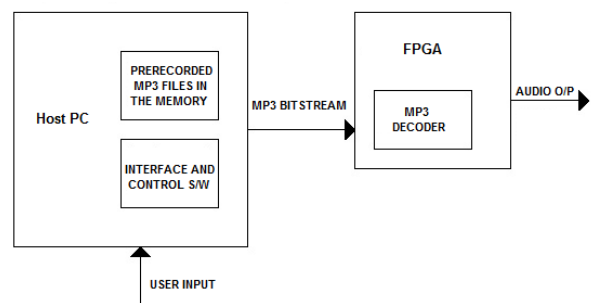 Host PC
PRERECORDED
MP3 FILES IN
THE MEMORY
INTERFACE AND
CONTROL S/W
USER INPUT
MP3 BITSTREAM
FPGA
MP3
DECODER
AUDIO O/P